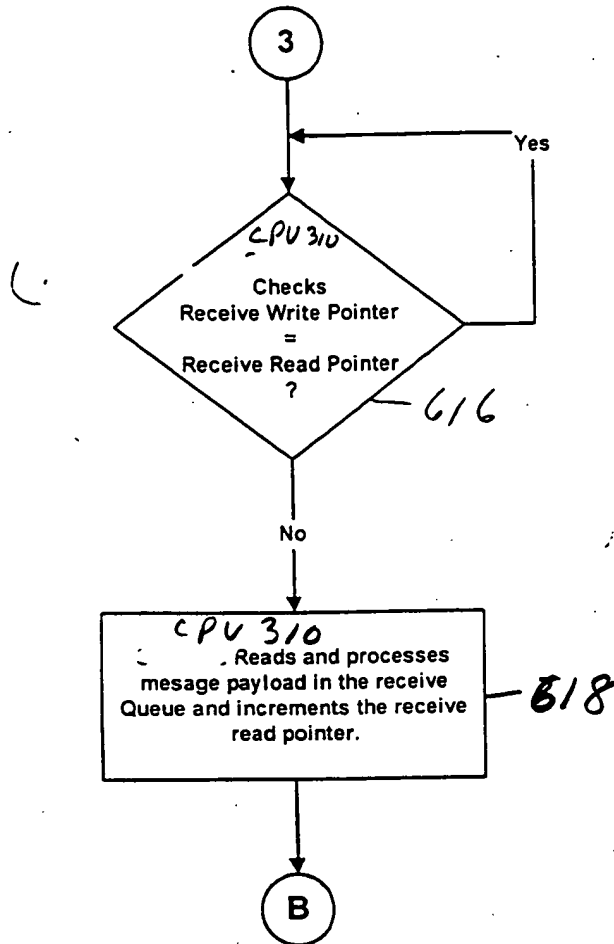 3
Yes
CPU 310
Checks
Receive Write Pointer
=
Receive Read Pointer
?
616
No
CPU 310
Reads and processes
mesage payload in the receive
Queue and increments the receive
read pointer.
618
B